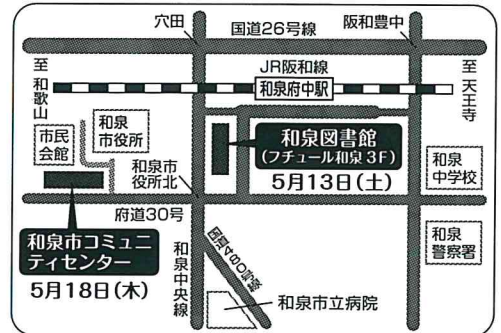 穴田
国道26号線
阪和豊中
至 和歌山
JR阪和線
和泉府中駅
至 天王寺
市民
会館
和泉
市役所
和泉市
役所北
和泉図書館
(フチュール和泉 3F)
5月13日(土)
和泉
中学校
府道30号
和泉市コミュニ
ティセンター
5月18日(木)
和泉中央線
国道480号線
和泉市立病院
和泉
警察署